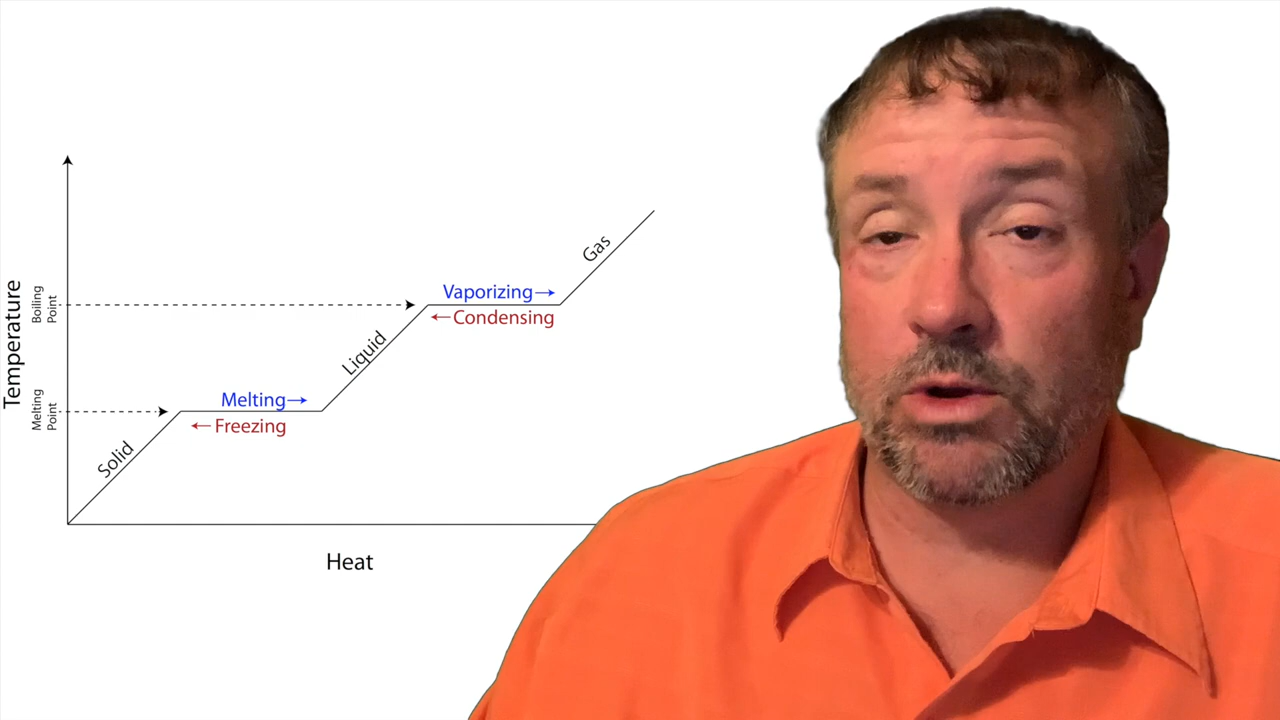 Temperature
Boiling
Point
Melting
Point
Vaporizing→
←Condensing
Gas
Liquid
Melting→
←Freezing
Solid
Heat